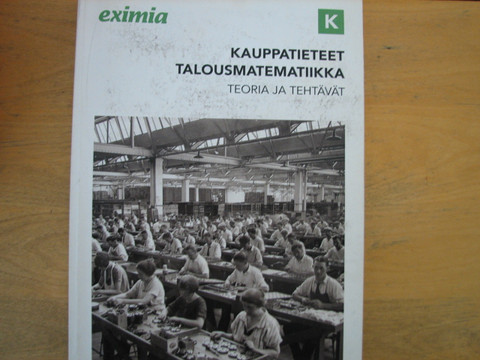 eximia
K
KAUPPATIETEET
TALOUSMATEMATIIKKA
TEORIA JA TEHTÄVÄT